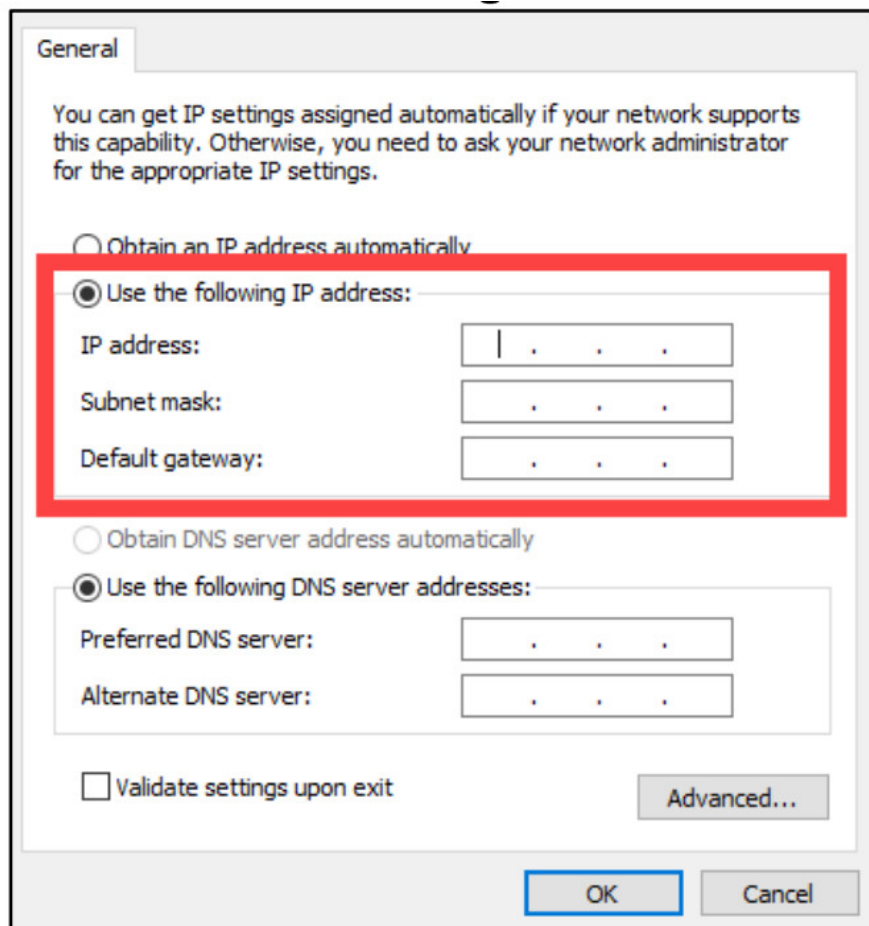 General
You can get IP settings assigned automatically if your network supports
this capability. Otherwise, you need to ask your network administrator
for the appropriate IP settings.
Obtain an IP address automatically
Use the following IP address:
IP address:
Subnet mask:
Default gateway:
Obtain DNS server address automatically
Use the following DNS server addresses:
Preferred DNS server:
Alternate DNS server:
Validate settings upon exit
Advanced...
OK
Cancel